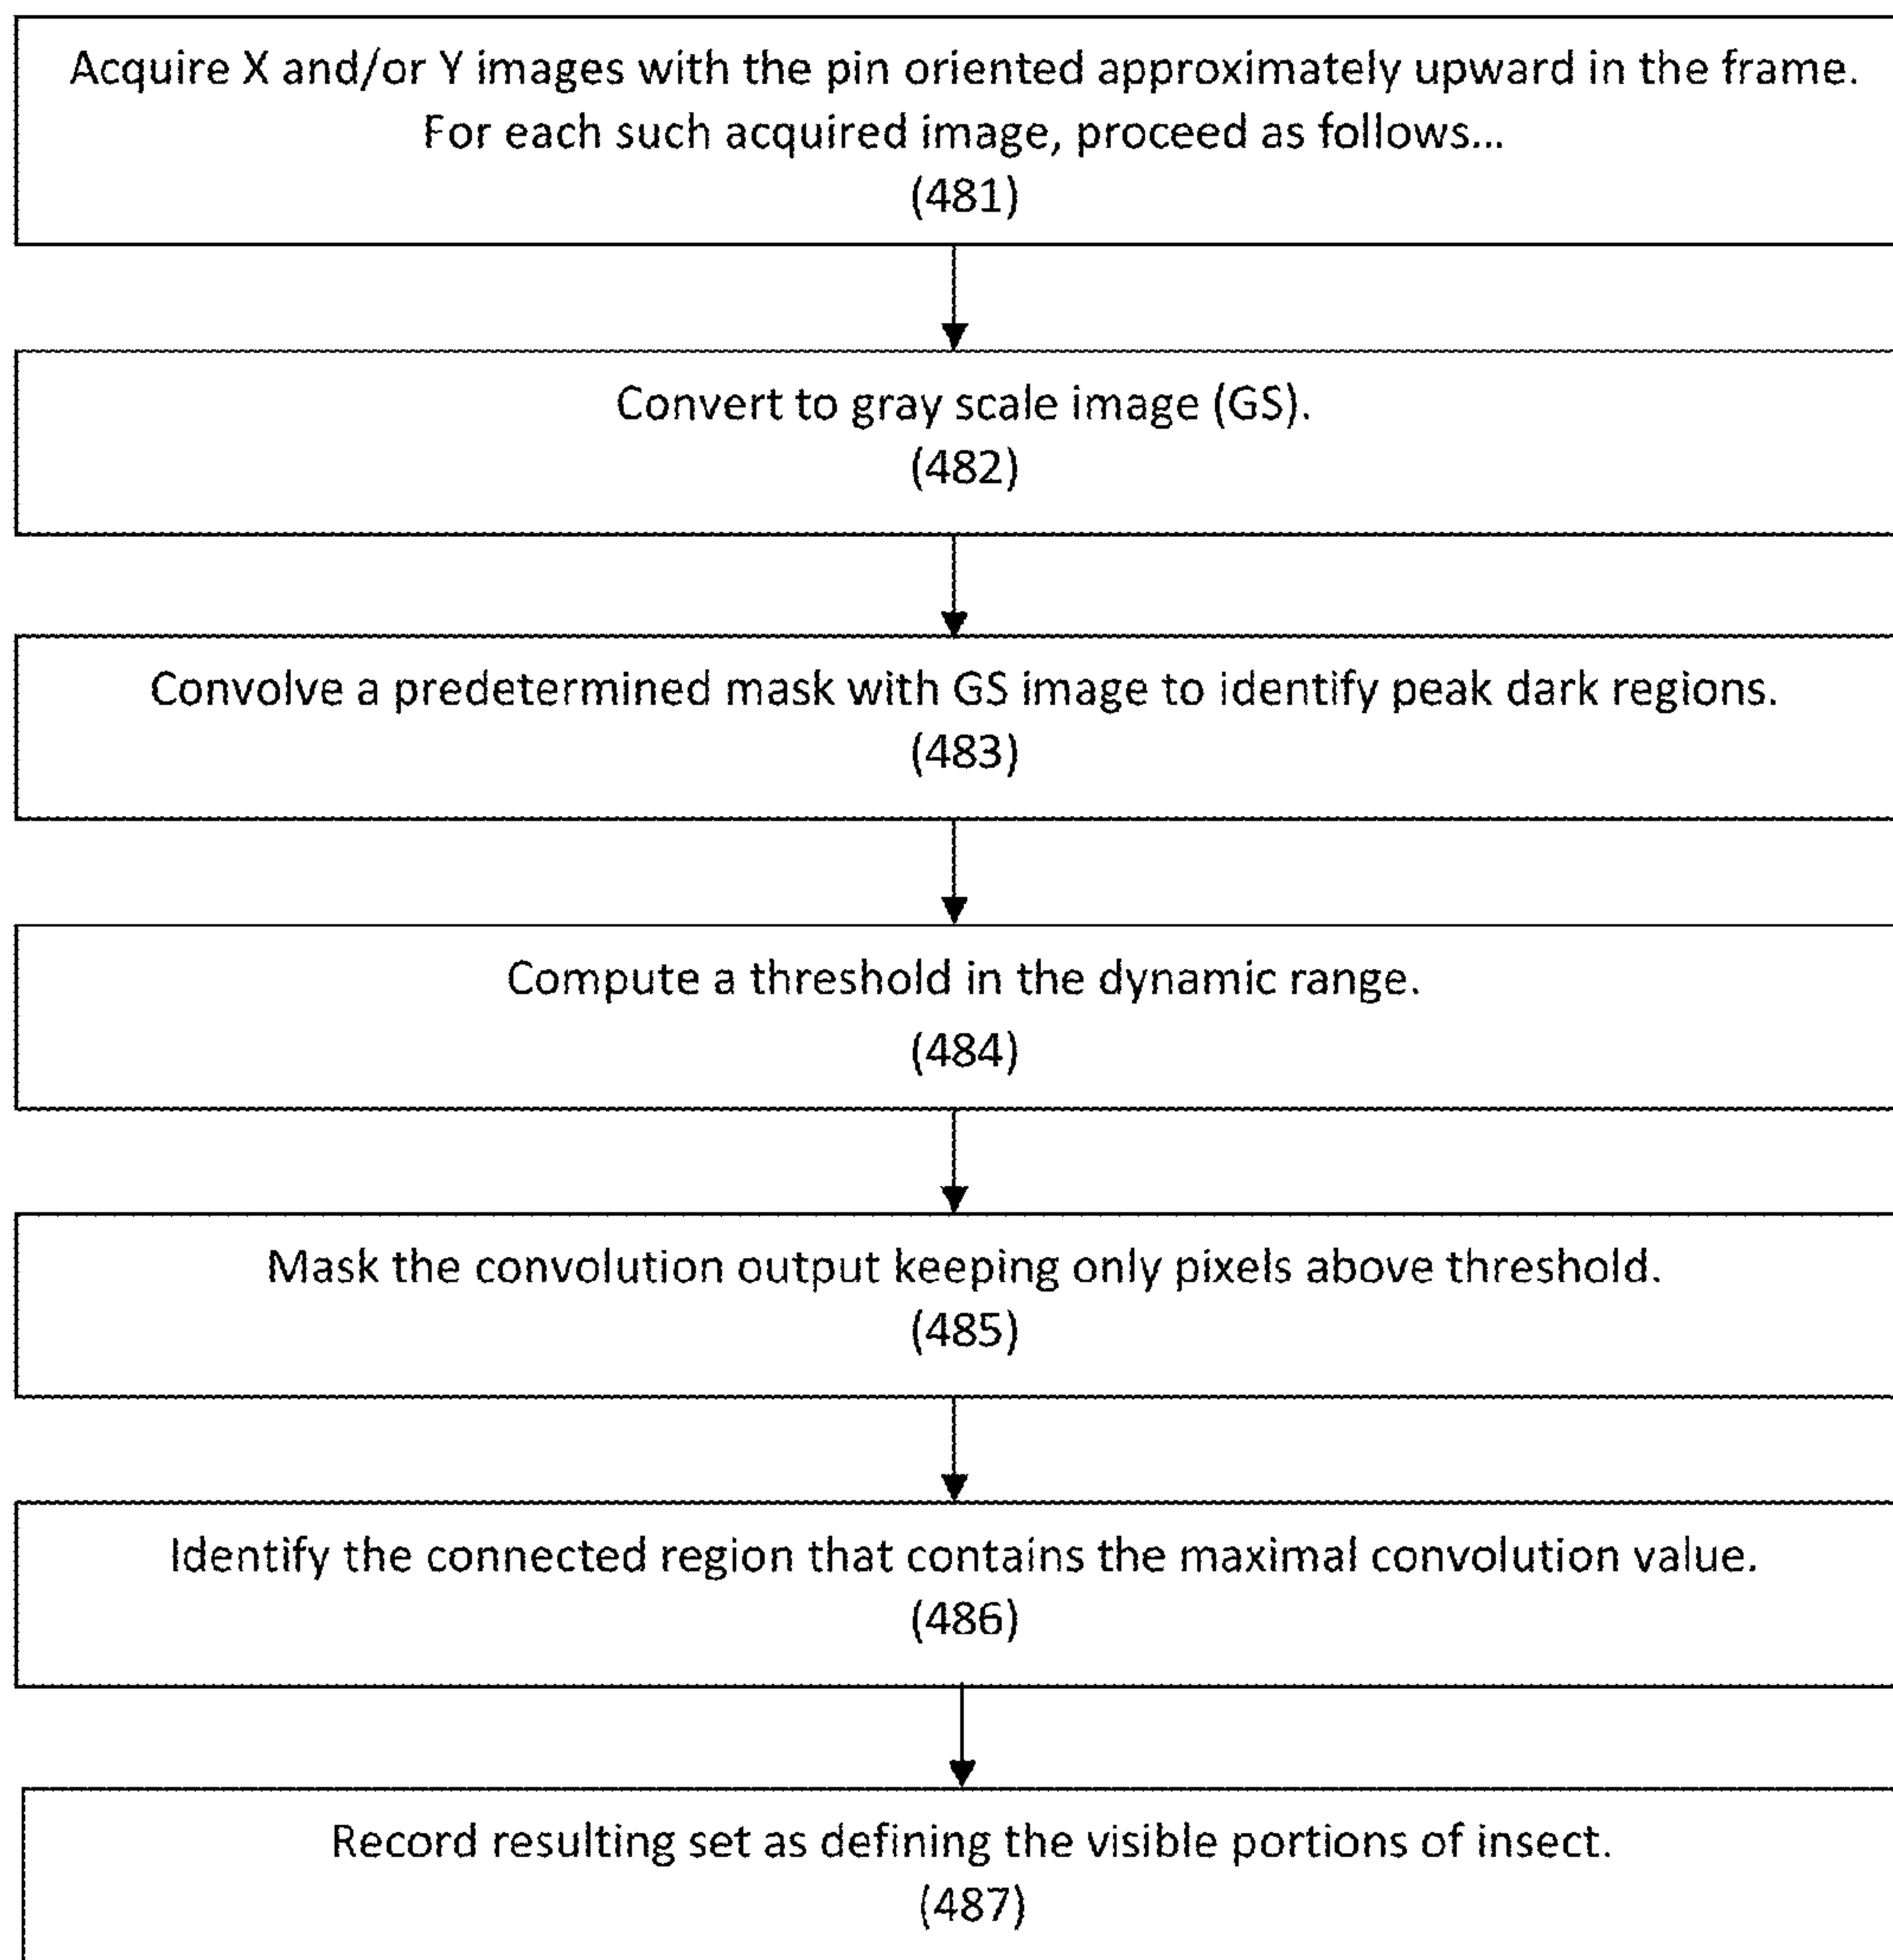 Acquire X and/or Y images with the pin oriented approximately upward in the frame.
For each such acquired image, proceed as follows...
(481)
Convert to gray scale image (GS).
(482)
Convolve a predetermined mask with GS image to identify peak dark regions.
(483)
Compute a threshold in the dynamic range.
(484)
Mask the convolution output keeping only pixels above threshold.
(485)
Identify the connected region that contains the maximal convolution value.
(486)
Record resulting set as defining the visible portions of insect.
(487)